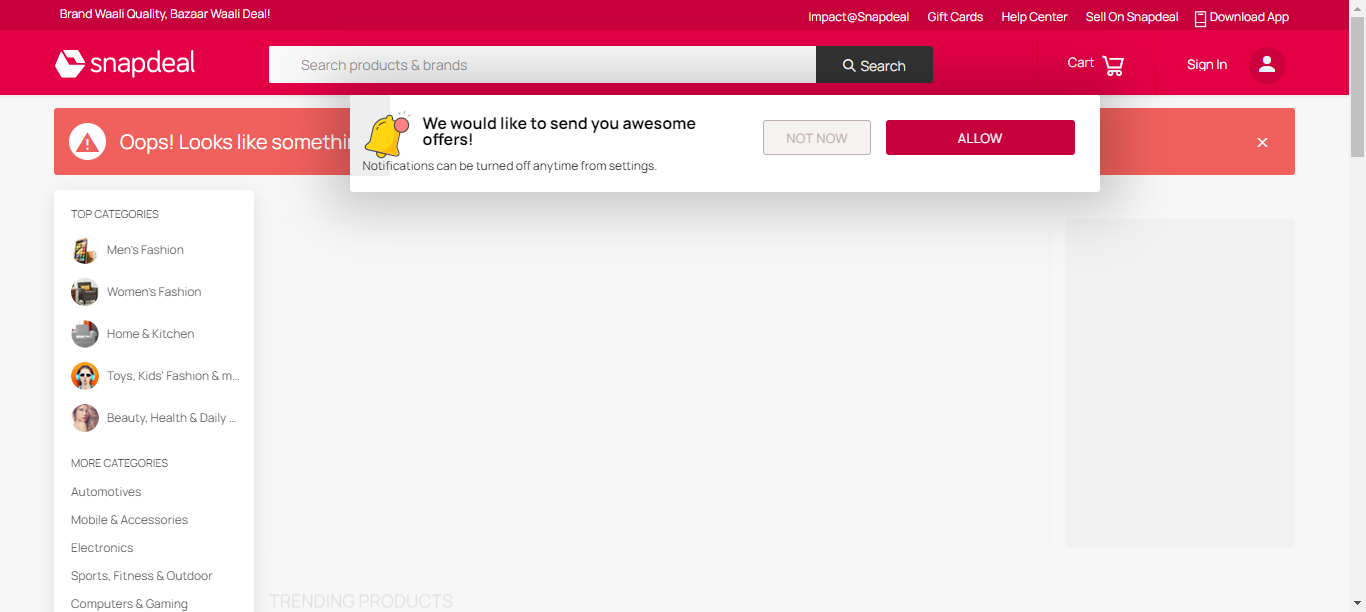 Brand Waali Quality, Bazaar Waali Deal!
Impact@Snapdeal Gift Cards Help Center Sell On Snapdeal Download App
snapdeal
Search products & brands
Search
Cart
Sign In
Oops! Looks like somethin
We would like to send you awesome
offers!
NOT NOW
ALLOW
Notifications can be turned off anytime from settings.
TOP CATEGORIES
Men's Fashion
Women's Fashion
Home & Kitchen
Toys, Kids' Fashion & m...
Beauty, Health & Daily ...
MORE CATEGORIES
Automotives
Mobile & Accessories
Electronics
Sports, Fitness & Outdoor
Computers & Gaming
TRENDING PRODUCTS